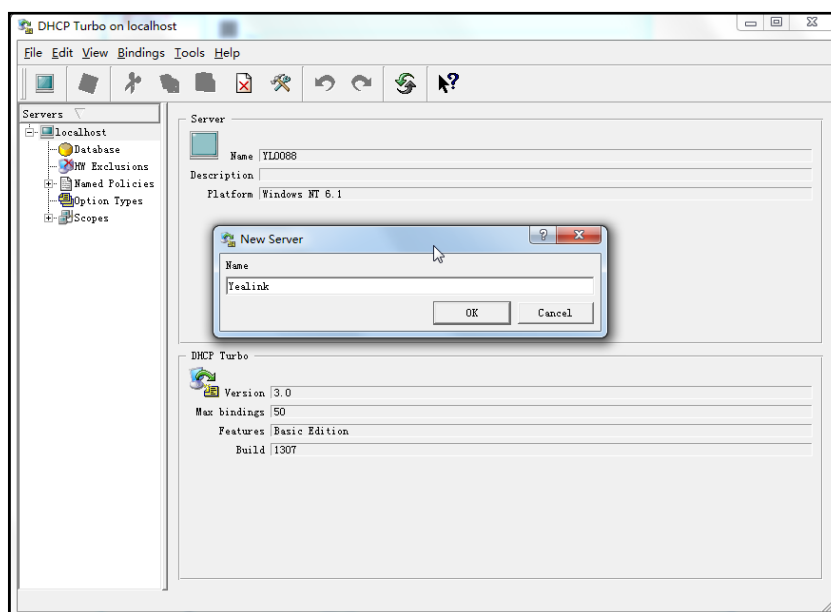 DHCP Turbo on localhost
File Edit View Bindings Tools Help
Servers
localhost
Database
HW Exclusions
Named Policies
Option Types
Scopes
Server
Name YL0088
Description
Platform Windows NT 6.1
New Server
Name
Yealink
OK Cancel
DHCP Turbo
Version 3.0
Max bindings 50
Features Basic Edition
Build 1307